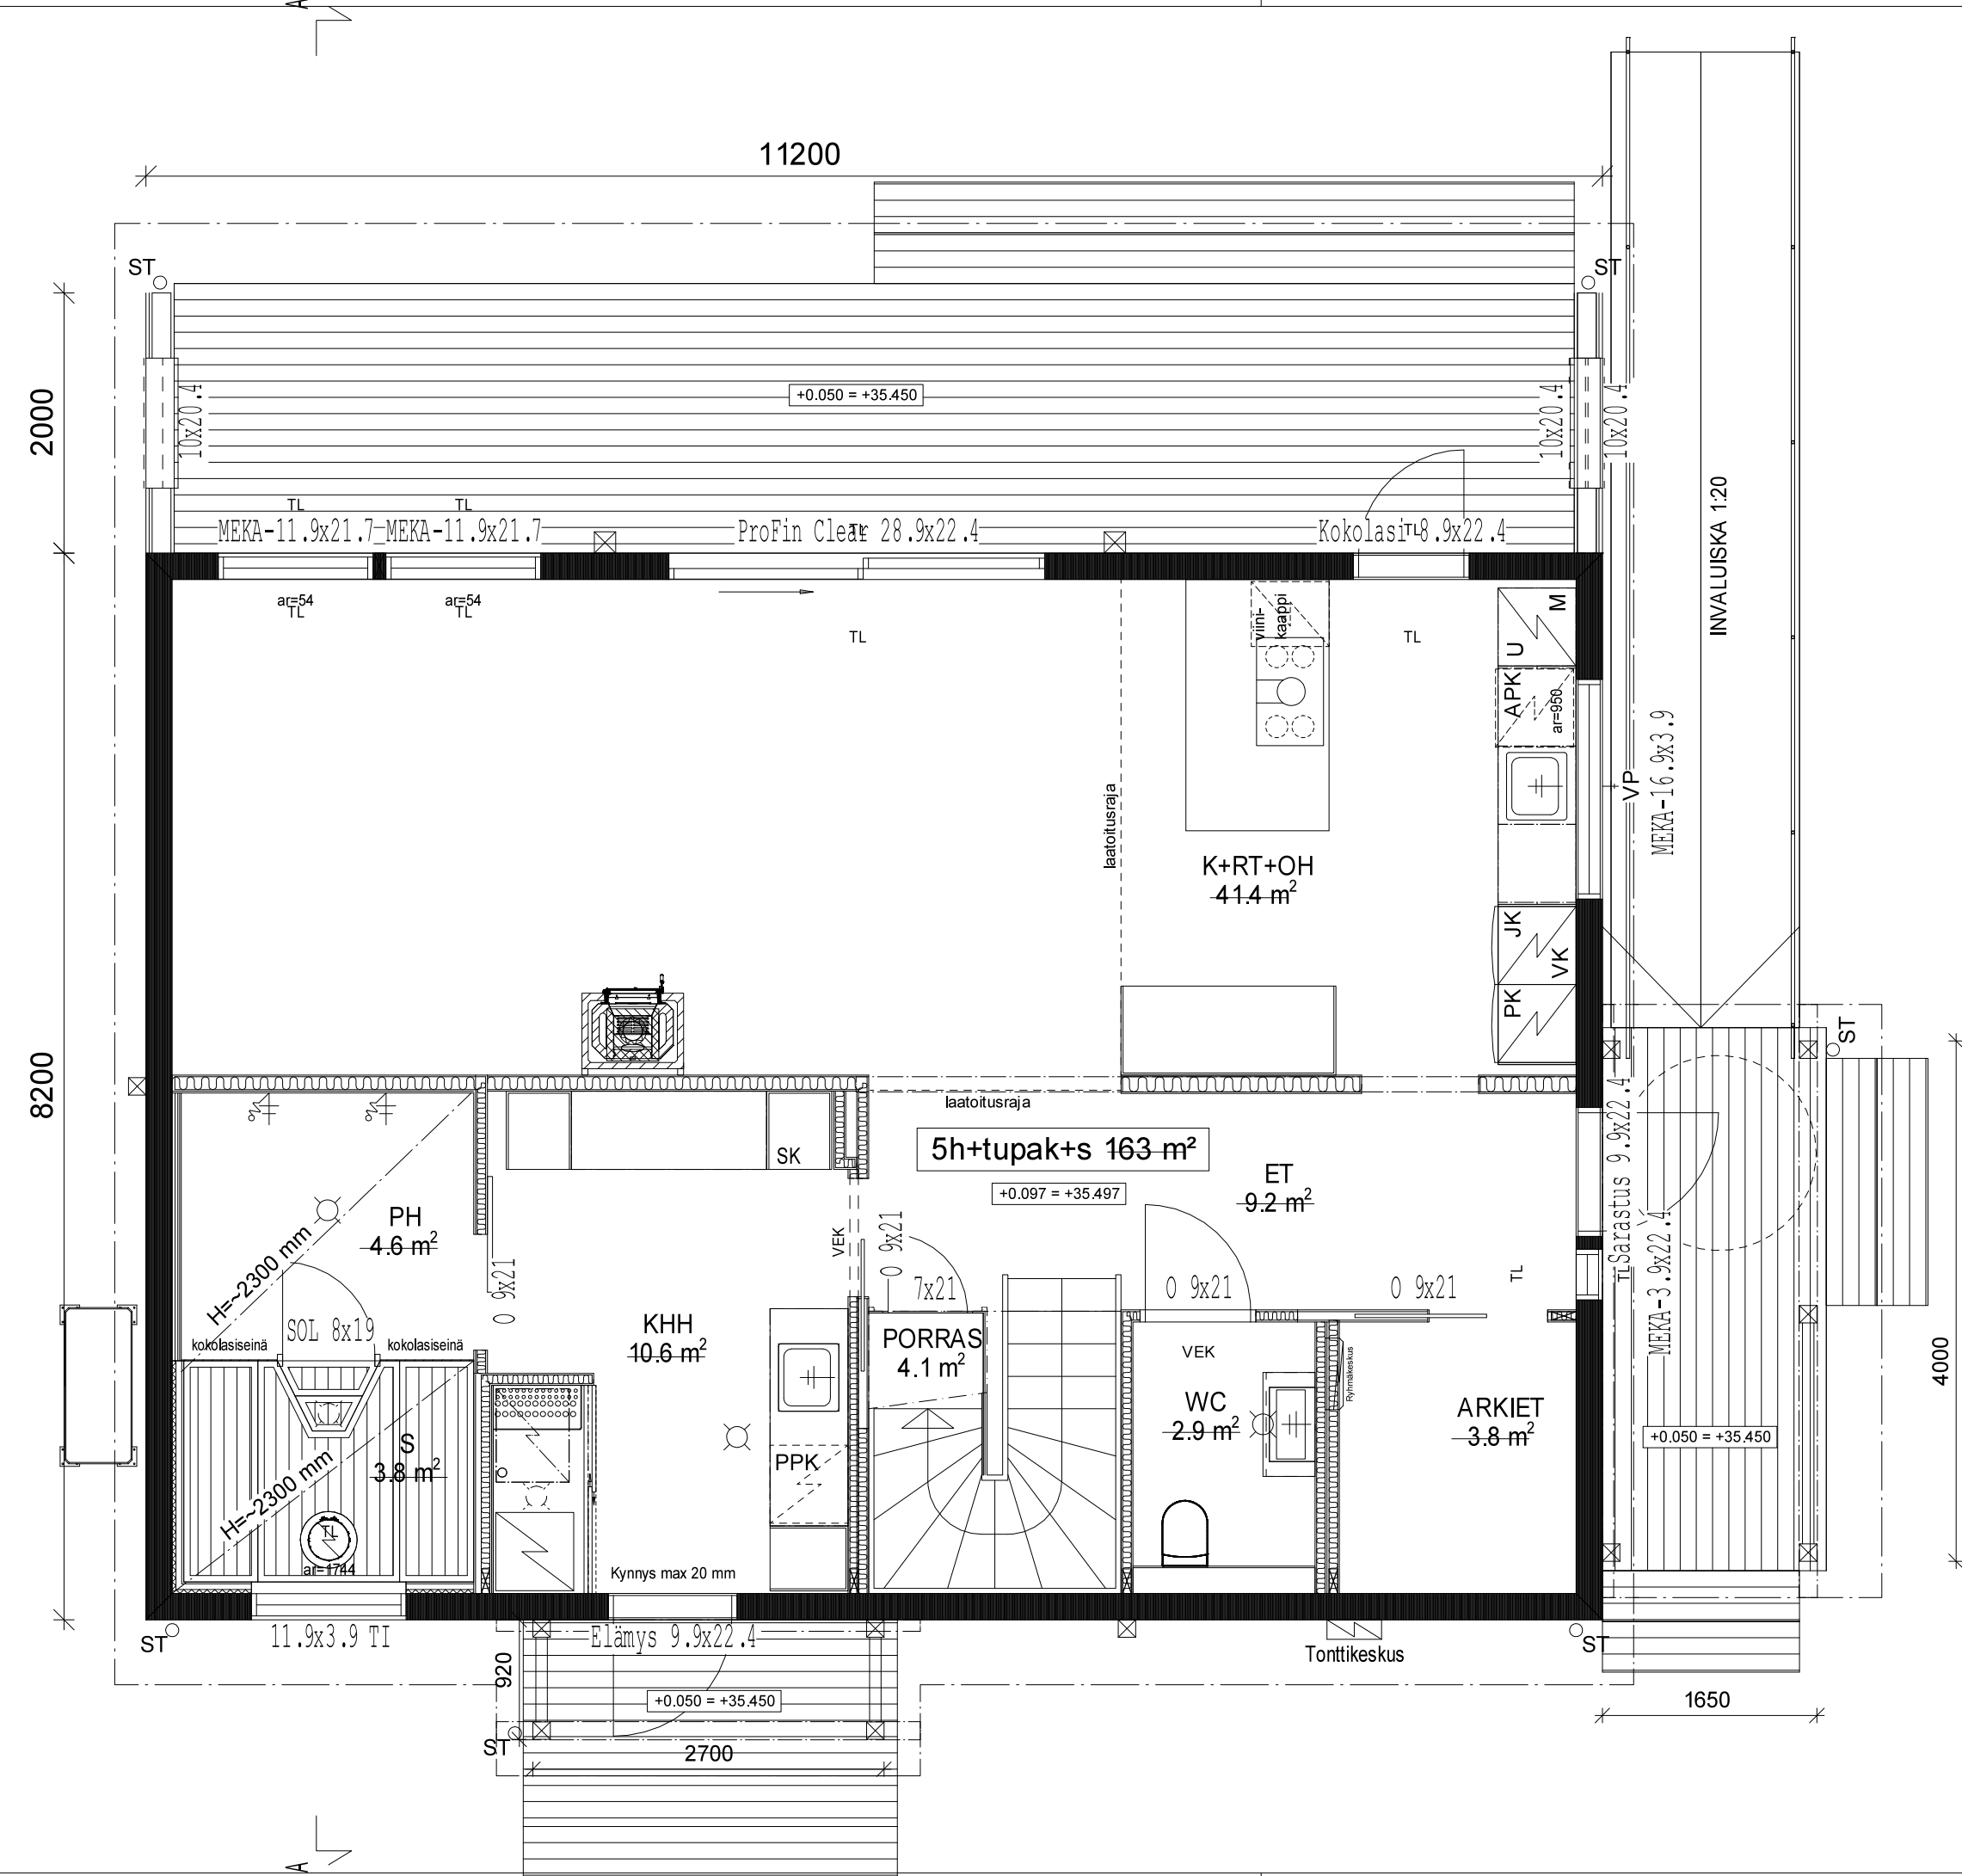 A
11200
ST
ST
2000
10x20.4
+0.050 = +35.450
10x20.4
10x20.4
TL
TL
MEKA-11.9x21.7
MEKA-11.9x21.7
ProFin Clear 28.9x22.4
TL
Kokolasi 8.9x22.4
TL
INVALUISKA 1:20
ar=54
TL
ar=54
TL
TL
viini-
kaappi
TL
M
U
APK
ar=950
VP
MEKA-16.9x3.9
laatoitusraja
K+RT+OH
41.4 m²
JK
VK
PK
8200
ST
laatoitusraja
5h+tupak+s 163 m²
+0.097 = +35.497
SK
ET
9.2 m²
Sarastus 9.9x22.4
TL
MEKA-3.9x22.4
TL
PH
4.6 m²
H=~2300 mm
VEK
O 9x21
O 9x21
7x21
O 9x21
O 9x21
kokolasiseinä
SOL 8x19
kokolasiseinä
KHH
10.6 m²
PORRAS
4.1 m²
VEK
Ryhmäkeskus
WC
2.9 m²
ARKIET
3.8 m²
4000
+0.050 = +35.450
S
3.8 m²
H=~2300 mm
PPK
TL
ar=1744
Kynnys max 20 mm
ST
11.9x3.9 TI
Elämys 9.9x22.4
Tonttikeskus
ST
920
+0.050 = +35.450
1650
ST
2700
A